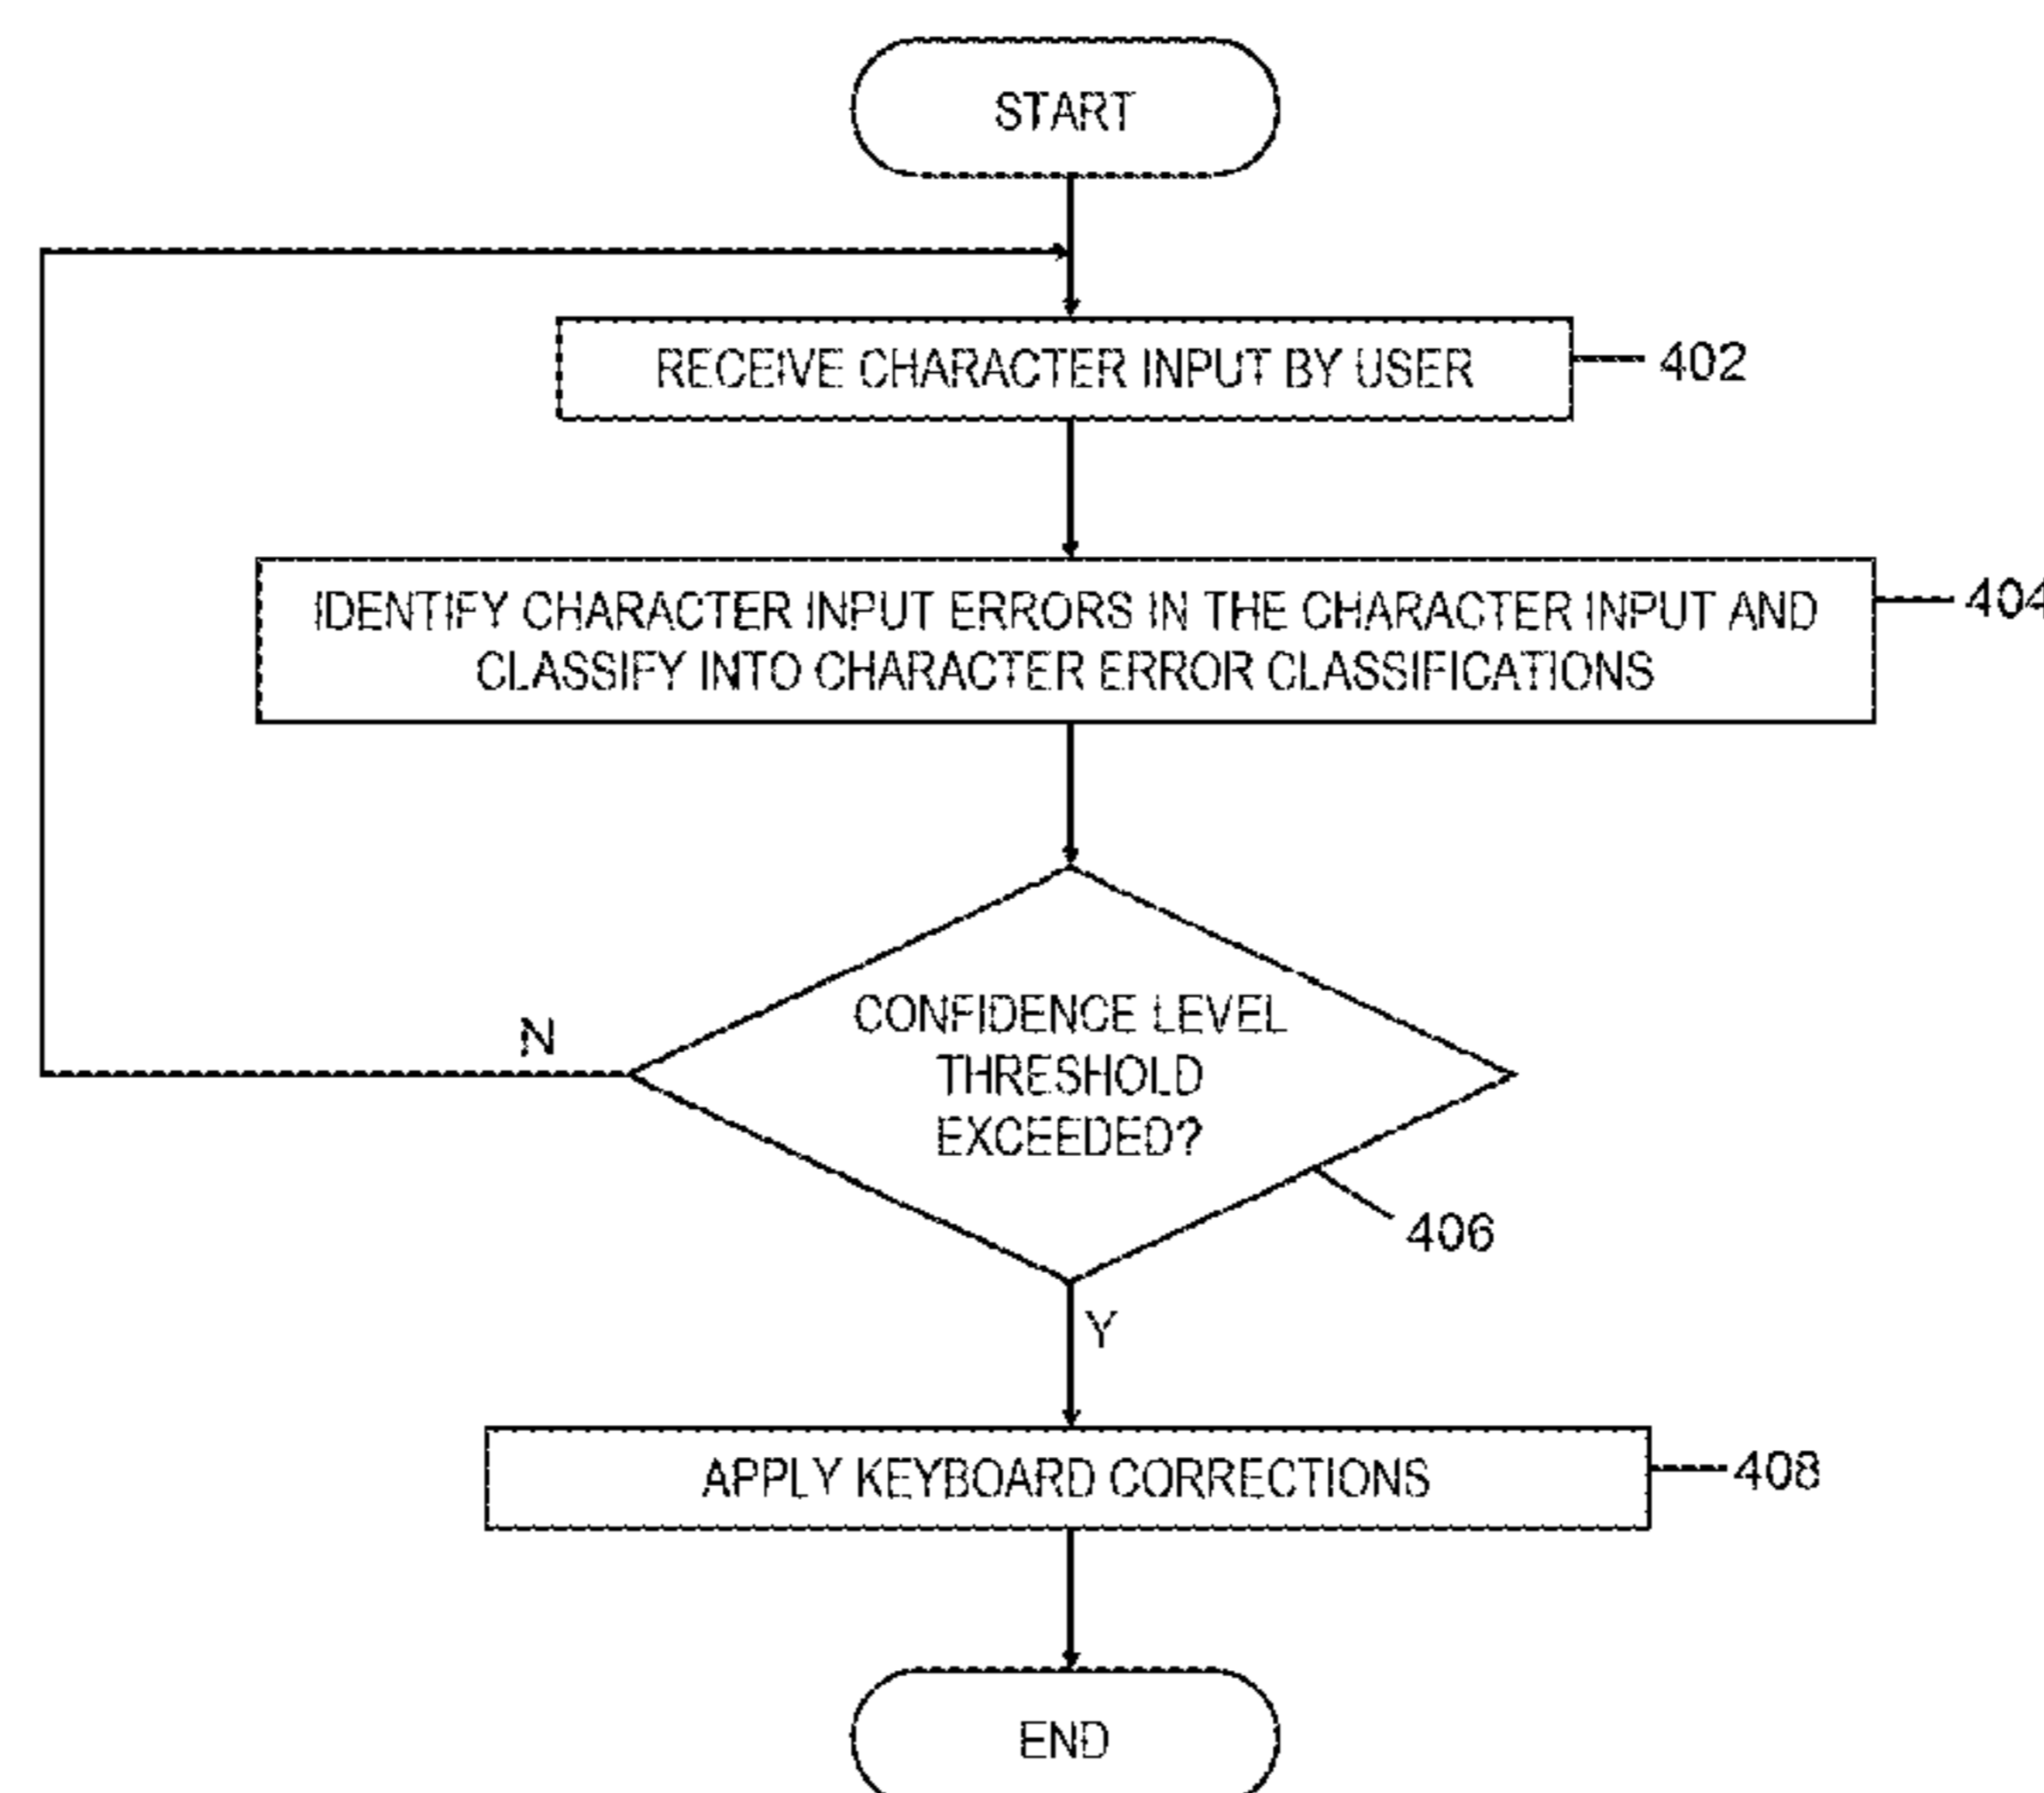 START
RECEIVE CHARACTER INPUT BY USER
402
IDENTIFY CHARACTER INPUT ERRORS IN THE CHARACTER INPUT AND
CLASSIFY INTO CHARACTER ERROR CLASSIFICATIONS
404
CONFIDENCE LEVEL
THRESHOLD
EXCEEDED?
N
406
Y
APPLY KEYBOARD CORRECTIONS
408
END